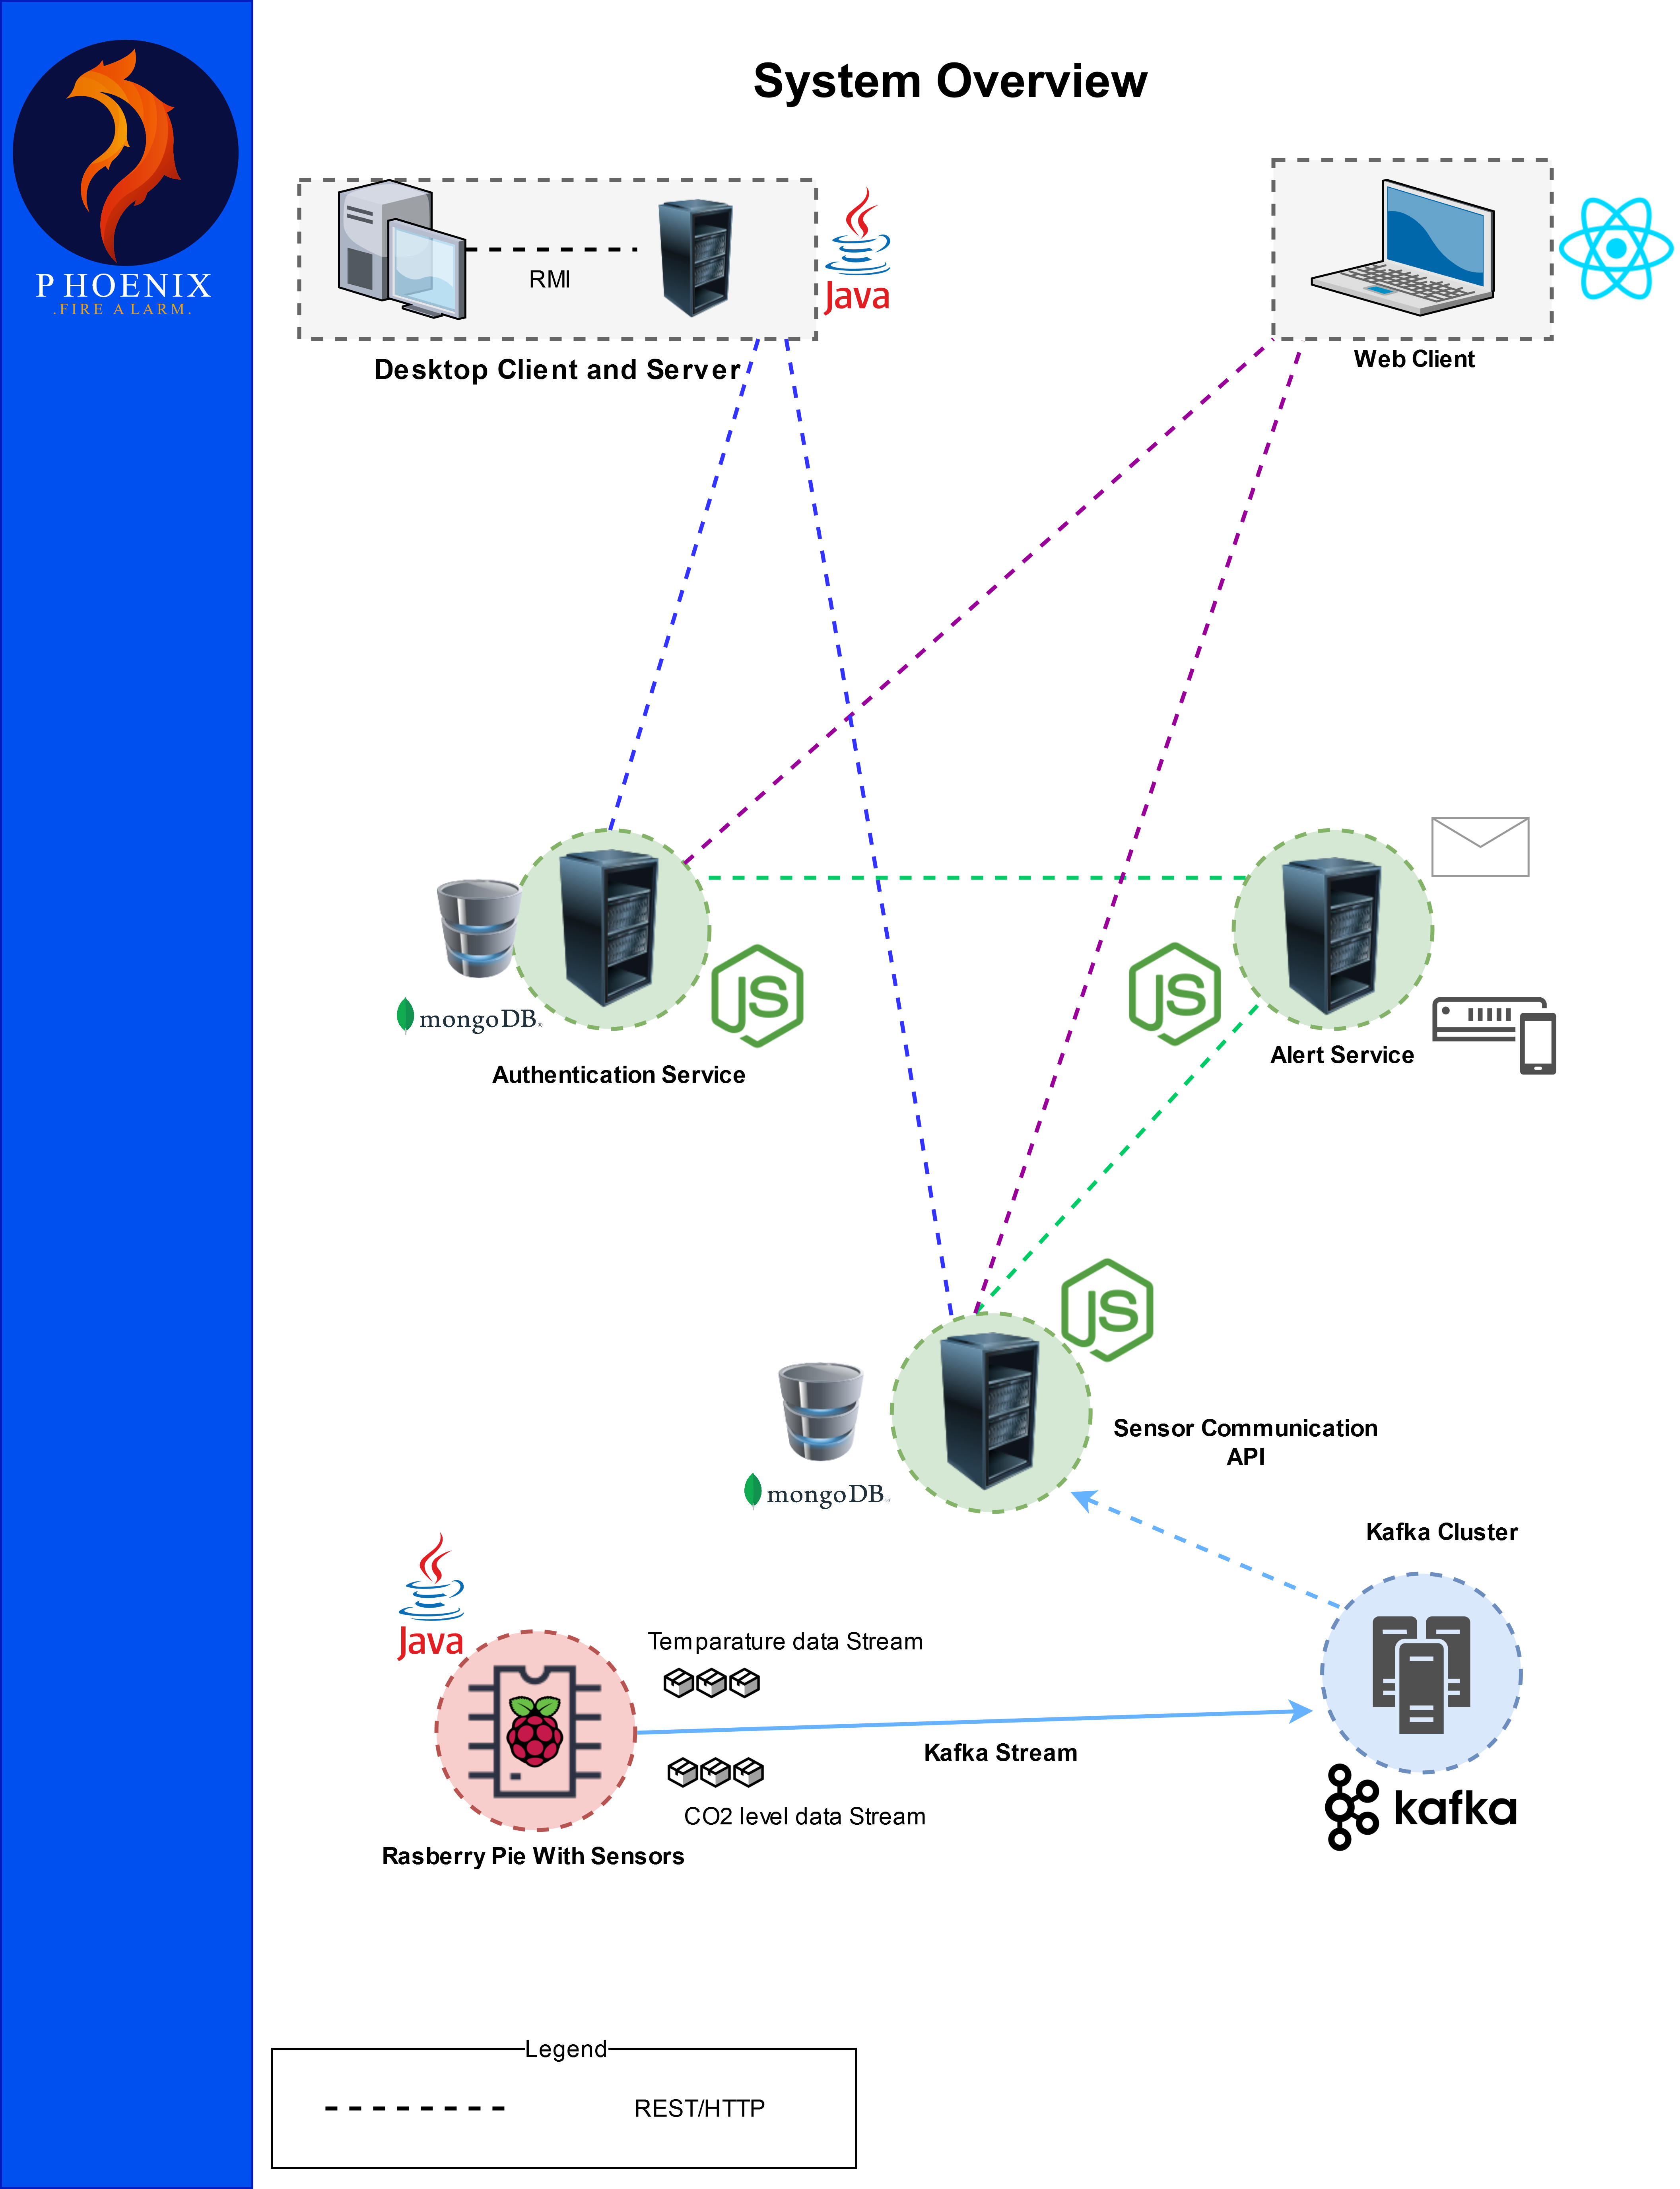 System Overview
PHOENIX
.FIRE ALARM.
RMI
Java
Desktop Client and Server
Web Client
JS
JS
mongoDB®
Authentication Service
Alert Service
JS
Sensor Communication
API
mongoDB®
Kafka Cluster
Java
Temparature data Stream
Kafka Stream
CO2 level data Stream
kafka
Rasberry Pie With Sensors
Legend
REST/HTTP